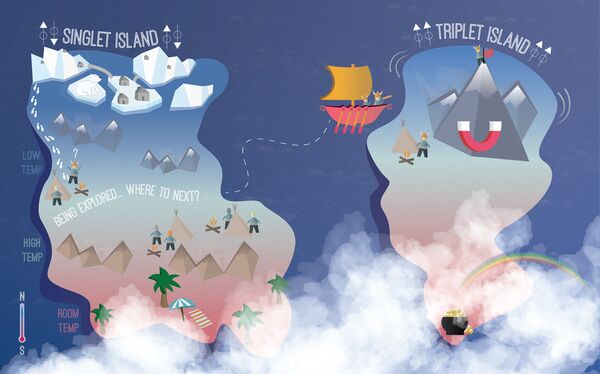 SINGLET ISLAND
TRIPLET ISLAND
LOW TEMP
?
BEING EXPLORED... WHERE TO NEXT?
HIGH TEMP
N
S
ROOM TEMP